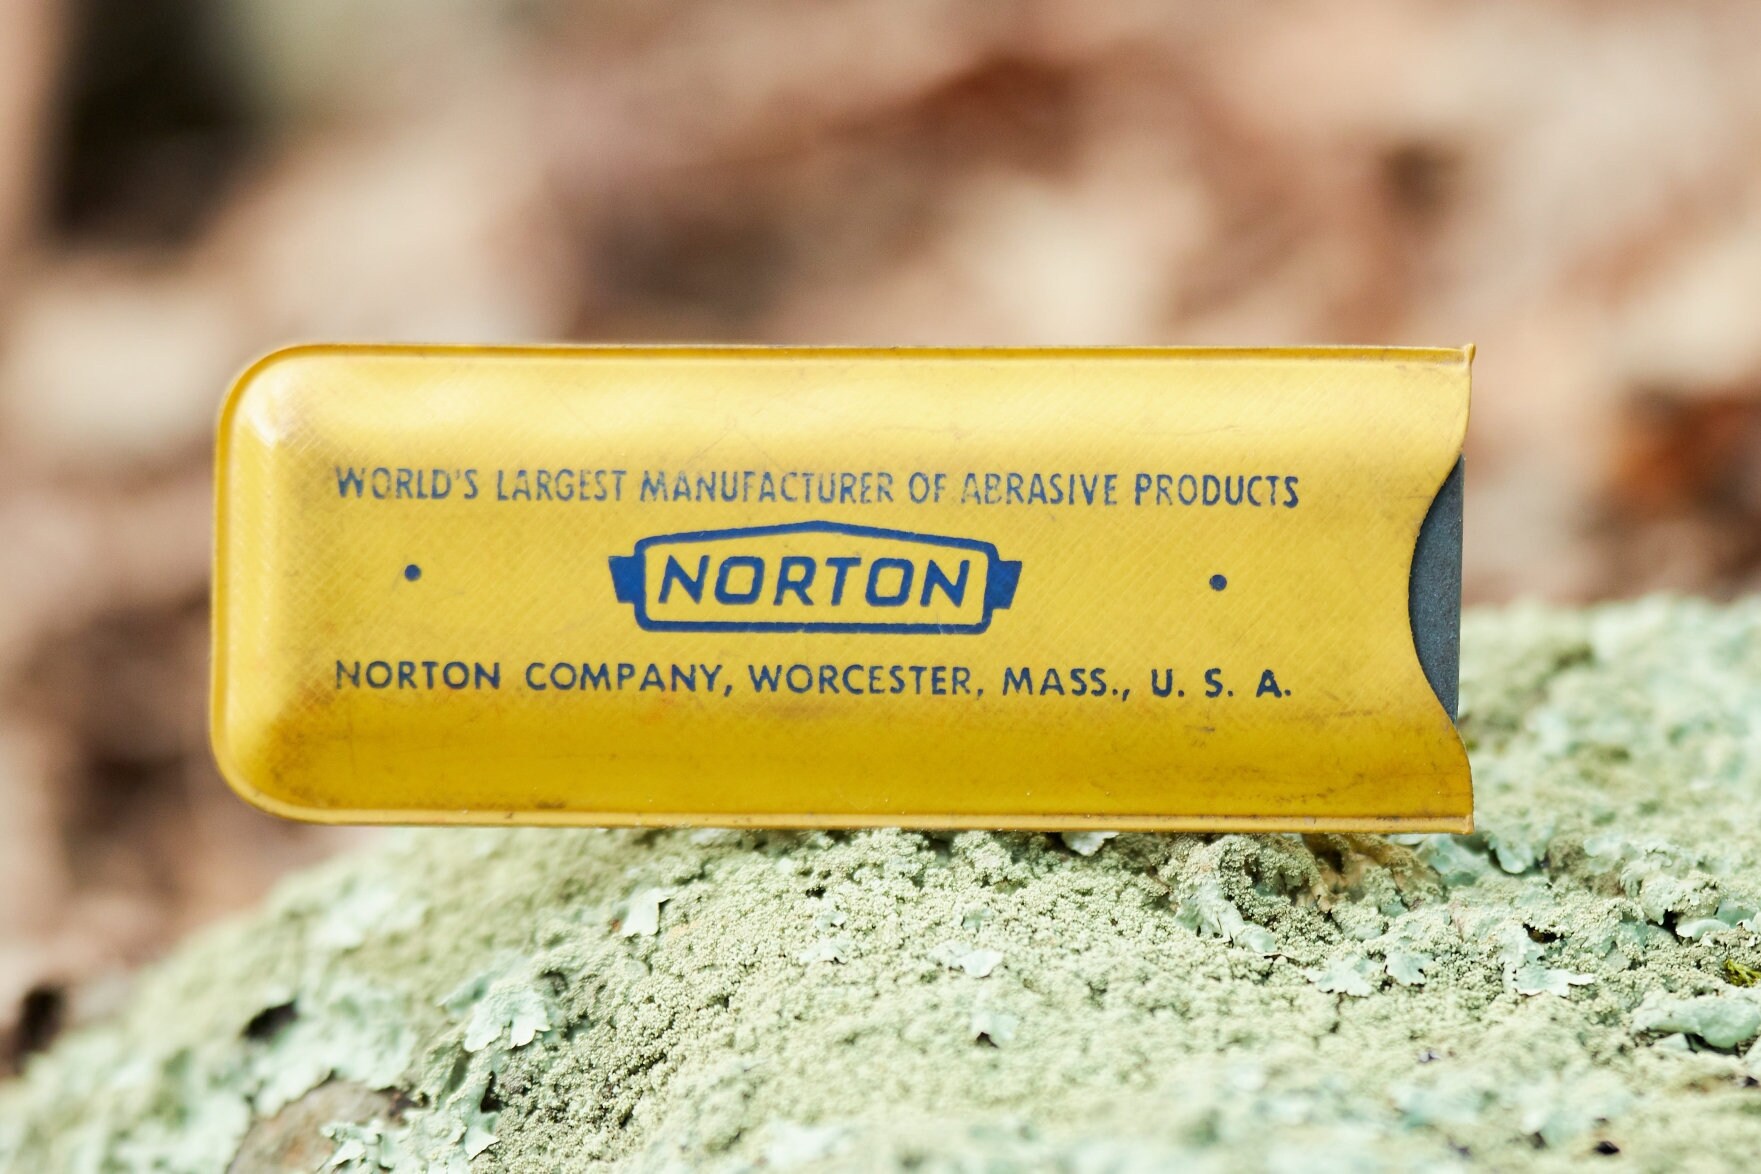 WORLD'S LARGEST MANUFACTURER OF ABRASIVE PRODUCTS
NORTON
NORTON COMPANY, WORCESTER, MASS., U. S. A.